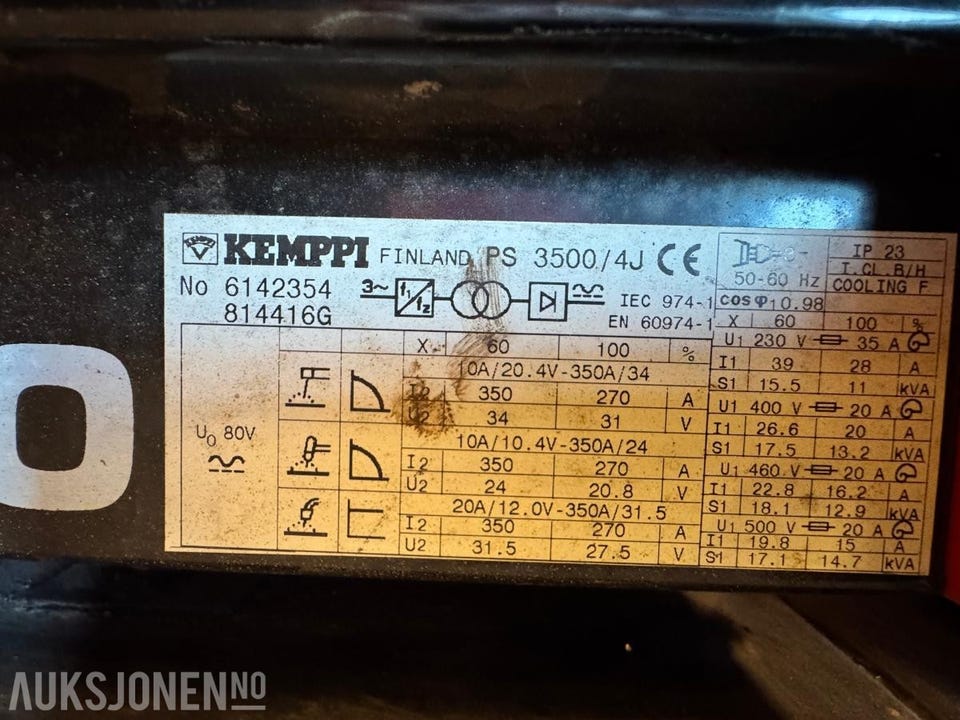 KEMPPI FINLAND PS 3500/4J CE
No 6142354
814416G
3~ f1 f2
IEC 974-1
EN 60974-1
X 60 100 %
10A/20.4V-350A/34
I2 350 270 A
U2 34 31 V
U0 80V
10A/10.4V-350A/24
I2 350 270 A
U2 24 20.8 V
20A/12.0V-350A/31.5
I2 350 270 A
U2 31.5 27.5 V
3~
50-60 Hz
IP 23
I.CL.B/H
COOLING F
cosφ 0.98
X 60 100 %
U1 230 V 35 A
I1 39 28 A
S1 15.5 11 kVA
U1 400 V 20 A
I1 26.6 20 A
S1 17.5 13.2 kVA
U1 460 V 20 A
I1 22.8 16.2 A
S1 18.1 12.9 kVA
U1 500 V 20 A
I1 19.8 15 A
S1 17.1 14.7 kVA
O
AUKSJONEN NO